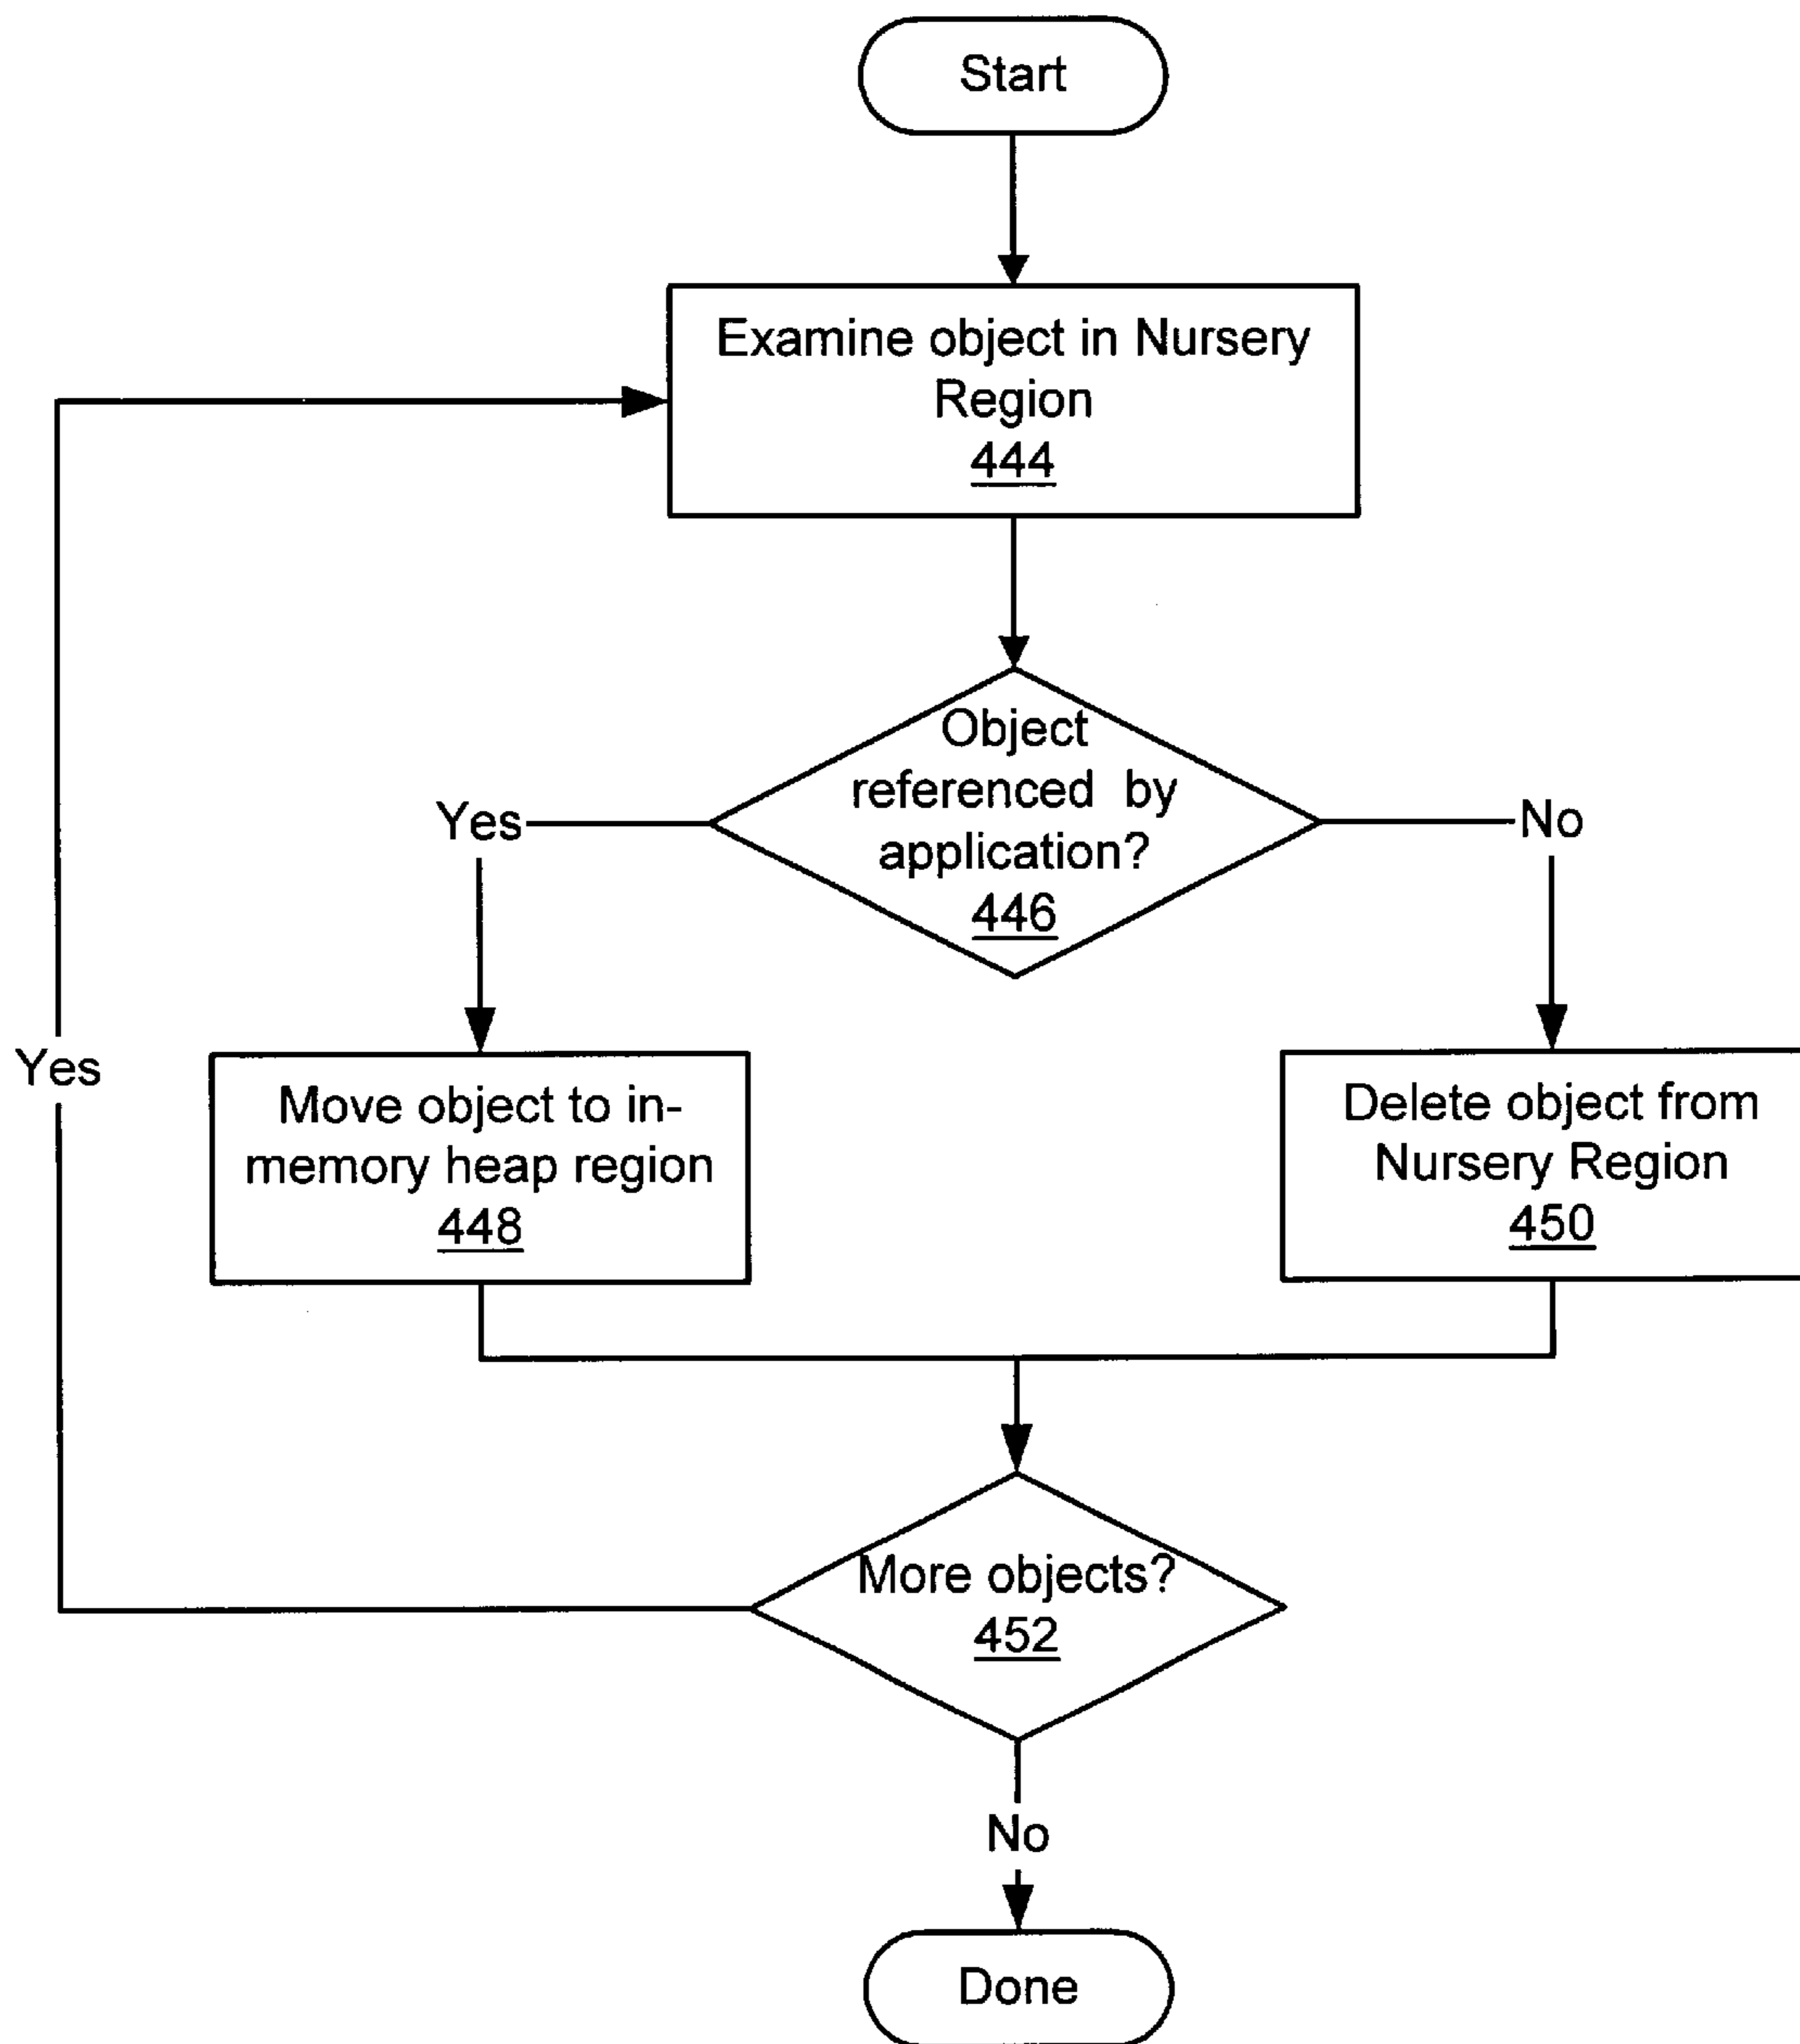 Start
Examine object in Nursery
Region
444
Object
referenced by
application?
446
Yes
No
Yes
Move object to in-
memory heap region
448
Delete object from
Nursery Region
450
More objects?
452
No
Done